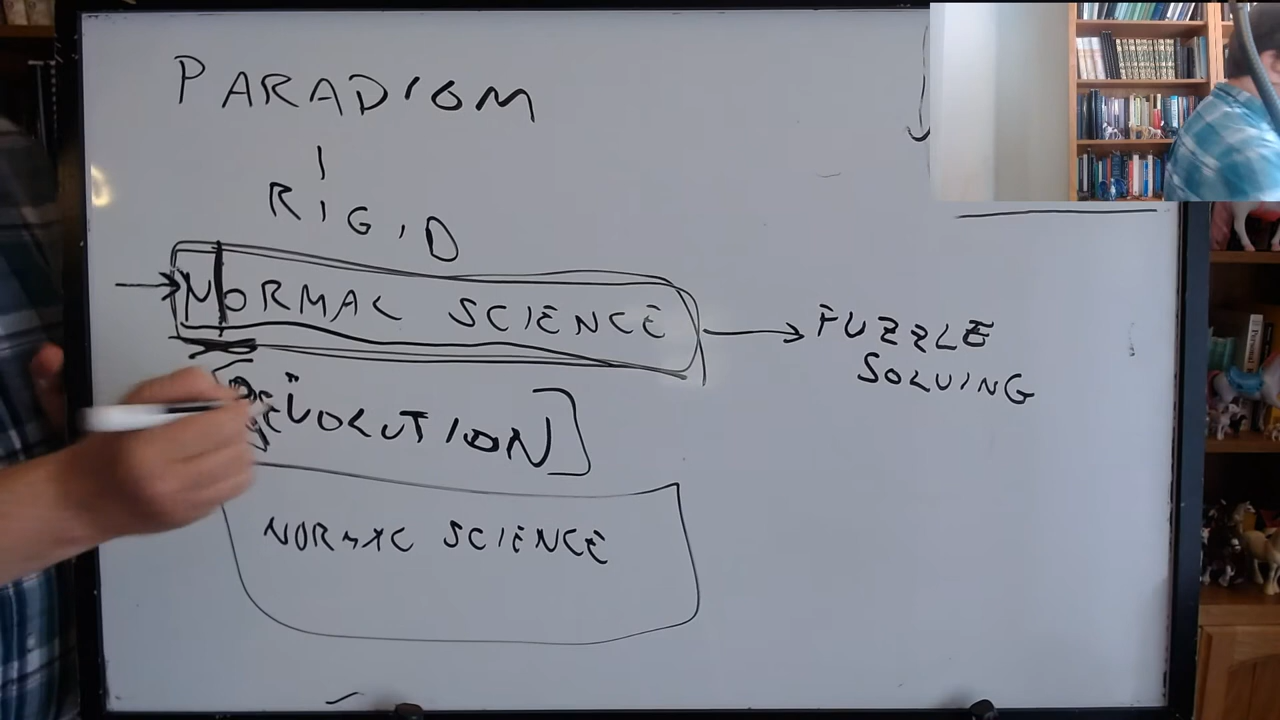 PARADIGM
RIGID
NORMAL SCIENCE
PUZZLE
SOLVING
REVOLUTION
NORMAL SCIENCE